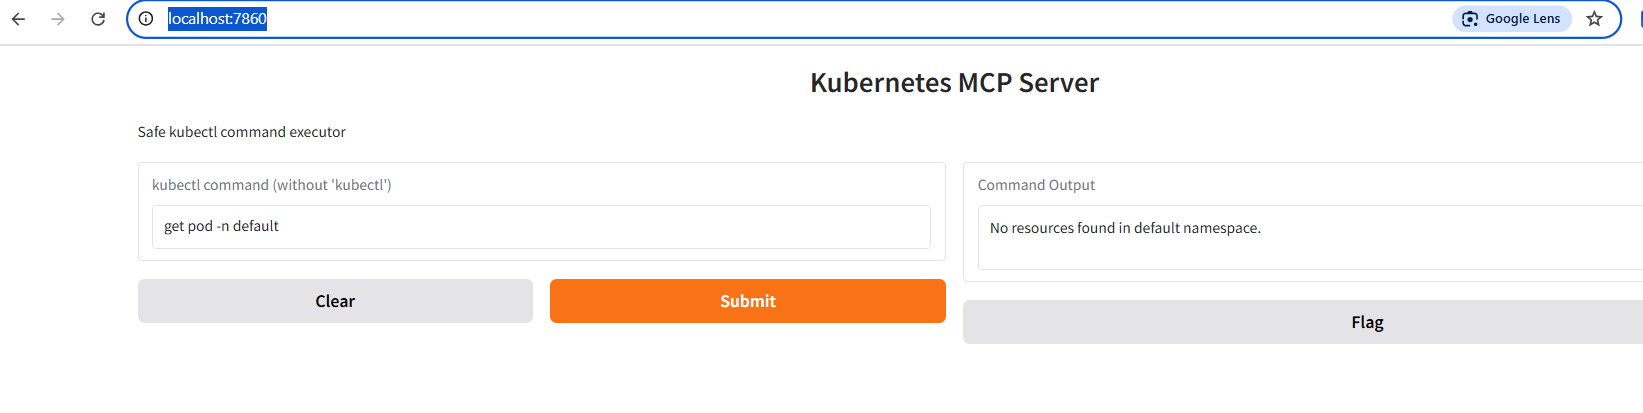 localhost:7860
Google Lens
Kubernetes MCP Server
Safe kubectl command executor
kubectl command (without 'kubectl')
get pod -n default
Clear
Submit
Command Output
No resources found in default namespace.
Flag